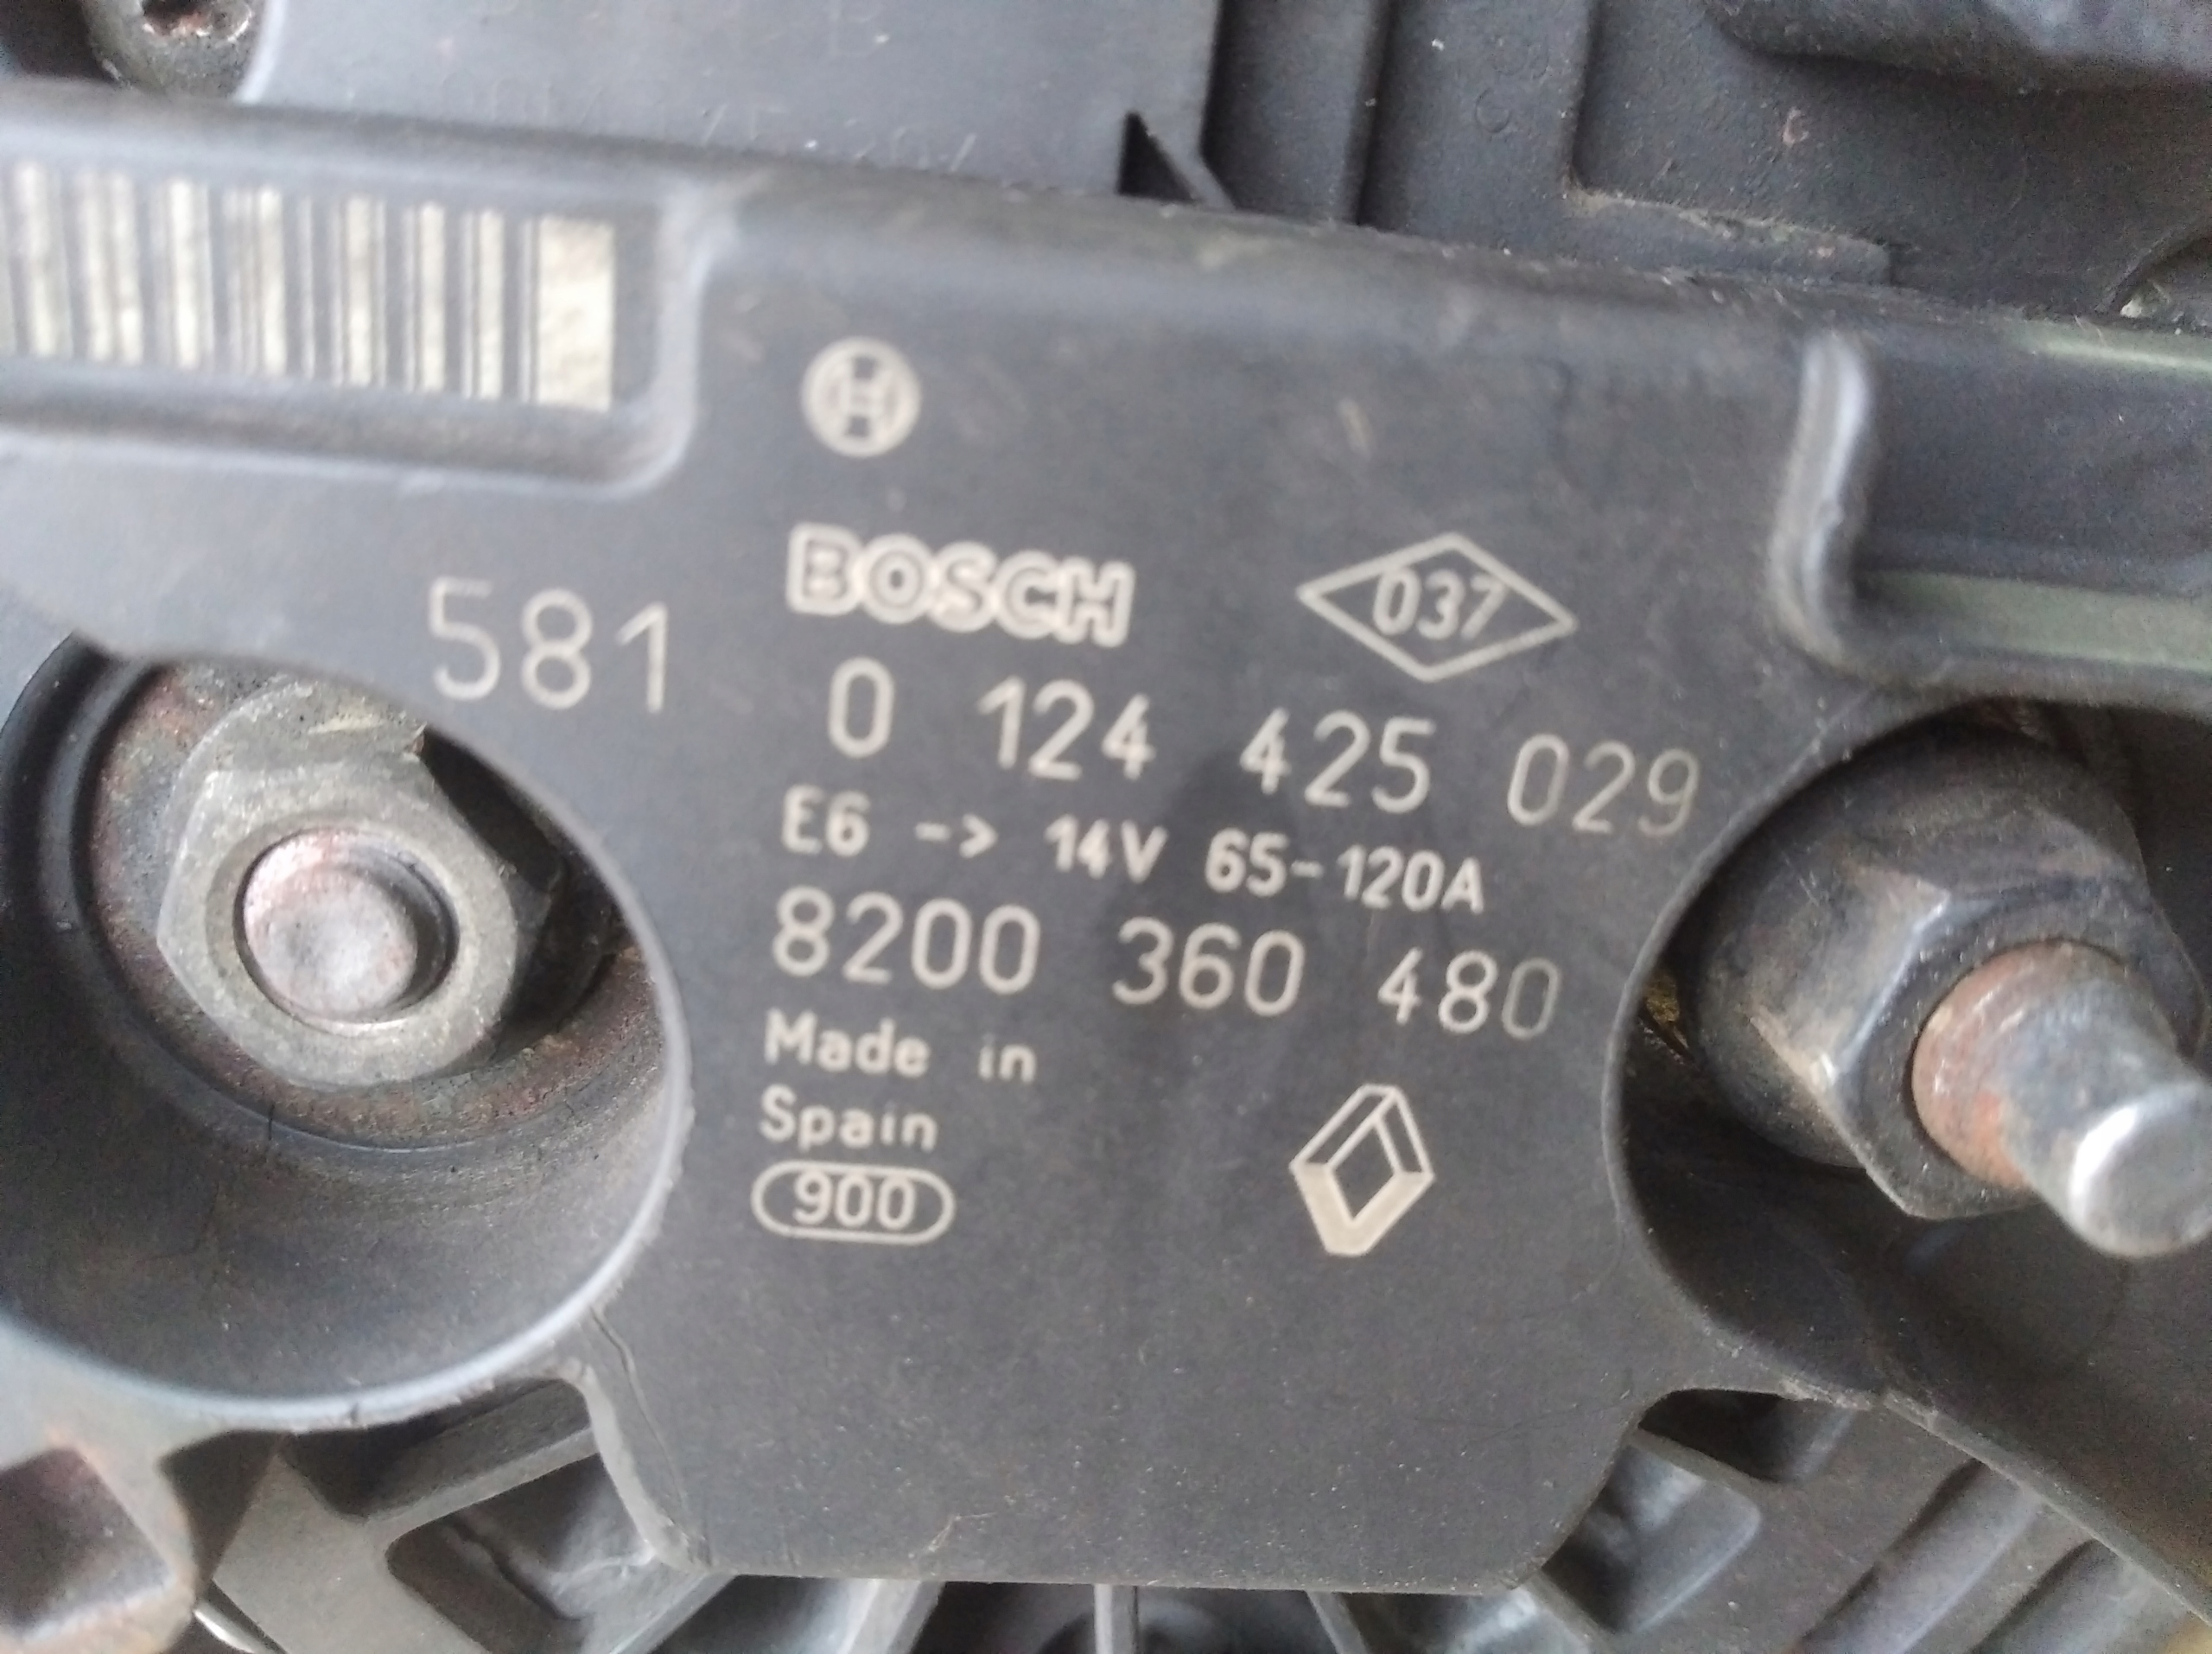 BOSCH
037
581
0 124 425 029
E6 -> 14V 65-120A
8200 360 480
Made in
Spain
900